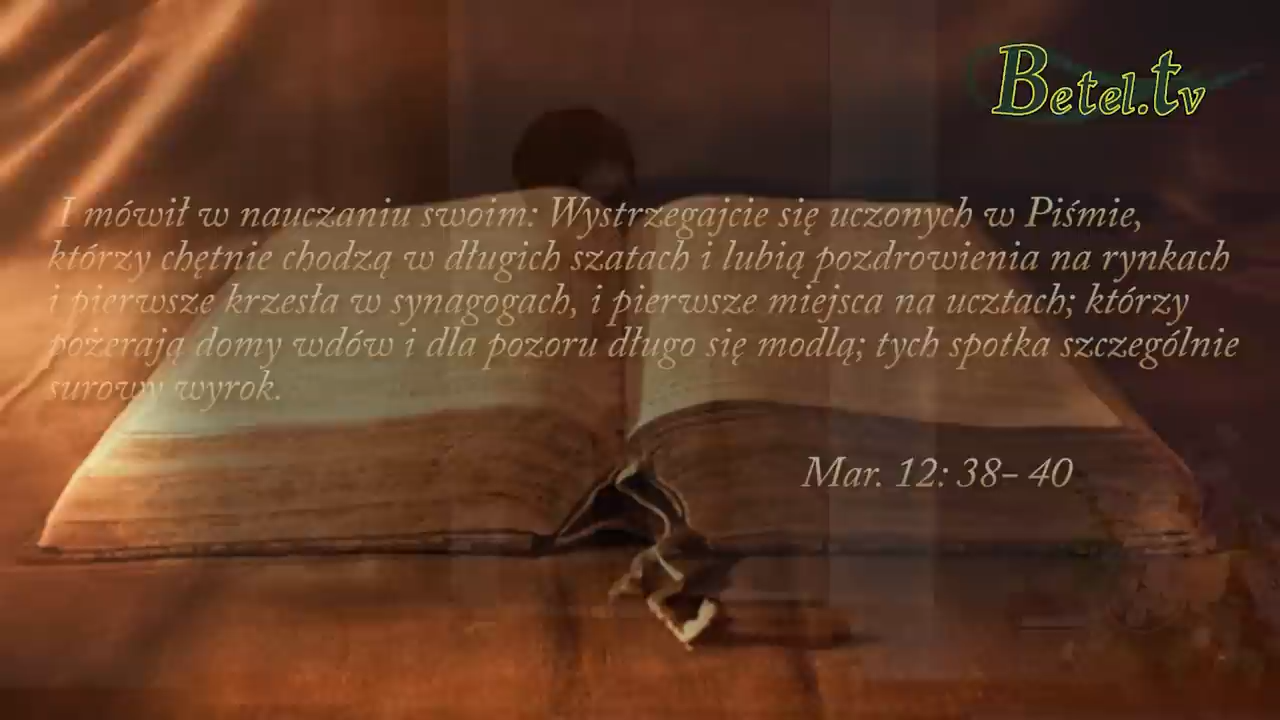 Betel.tv
I mówił w nauczaniu swoim: Wystrzegajcie się uczonych w Piśmie,
którzy chętnie chodzą w długich szatach i lubią pozdrowienia na rynkach
i pierwsze krzesła w synagogach, i pierwsze miejsca na ucztach; którzy
pożerają domy wdów i dla pozoru długo się modlą; tych spotka szczególnie
surowy wyrok.
Mar. 12: 38- 40